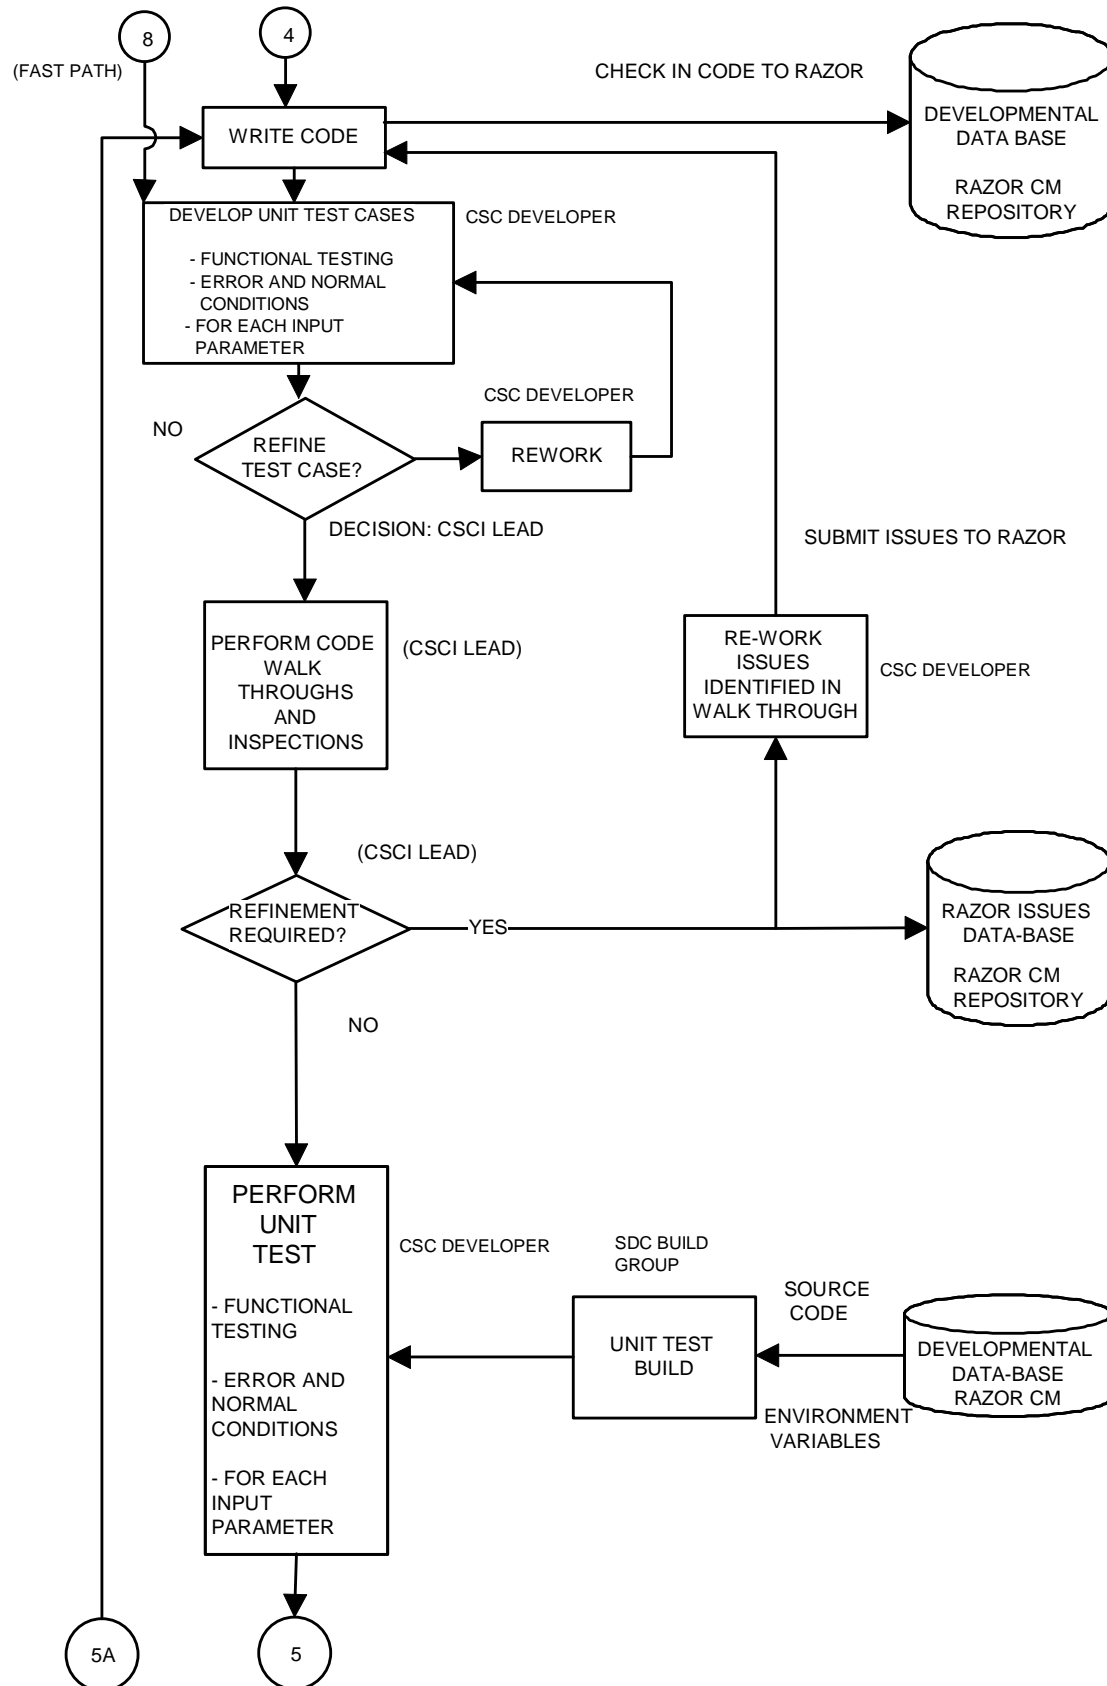 8
4
(FAST PATH)
CHECK IN CODE TO RAZOR
WRITE CODE
DEVELOPMENTAL
DATA BASE
RAZOR CM
REPOSITORY
DEVELOP UNIT TEST CASES
CSC DEVELOPER
- FUNCTIONAL TESTING
- ERROR AND NORMAL
CONDITIONS
- FOR EACH INPUT
PARAMETER
CSC DEVELOPER
NO
REFINE
TEST CASE?
REWORK
DECISION: CSCI LEAD
SUBMIT ISSUES TO RAZOR
PERFORM CODE
WALK
THROUGHS
AND
INSPECTIONS
(CSCI LEAD)
RE-WORK
ISSUES
IDENTIFIED IN
WALK THROUGH
CSC DEVELOPER
(CSCI LEAD)
REFINEMENT
REQUIRED?
YES
RAZOR ISSUES
DATA-BASE
RAZOR CM
REPOSITORY
NO
PERFORM
UNIT
TEST
CSC DEVELOPER
- FUNCTIONAL
TESTING
- ERROR AND
NORMAL
CONDITIONS
- FOR EACH
INPUT
PARAMETER
SDC BUILD
GROUP
UNIT TEST
BUILD
SOURCE
CODE
ENVIRONMENT
VARIABLES
DEVELOPMENTAL
DATA-BASE
RAZOR CM
5A
5